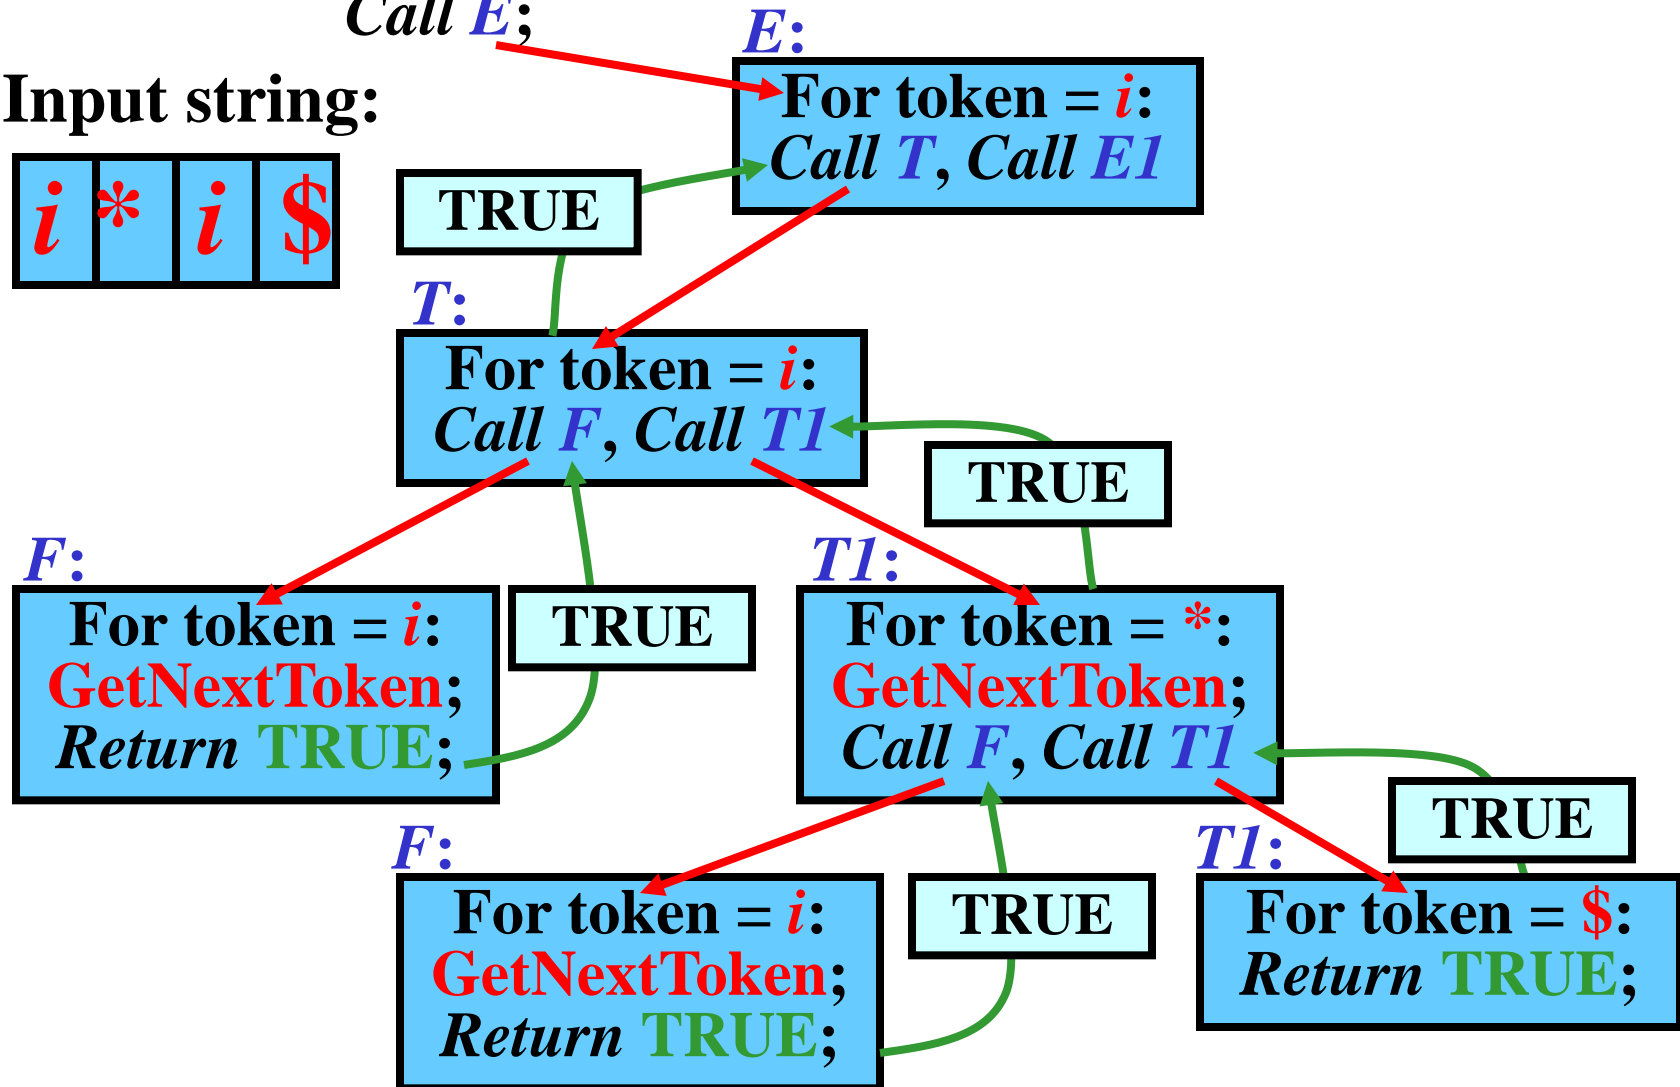 Call E;
E:
For token = i:
Call T, Call E1
Input string:
i * i $
TRUE
T:
For token = i:
Call F, Call T1
TRUE
F:
For token = i:
GetNextToken;
Return TRUE;
TRUE
T1:
For token = *:
GetNextToken;
Call F, Call T1
TRUE
F:
For token = i:
GetNextToken;
Return TRUE;
TRUE
T1:
For token = $:
Return TRUE;